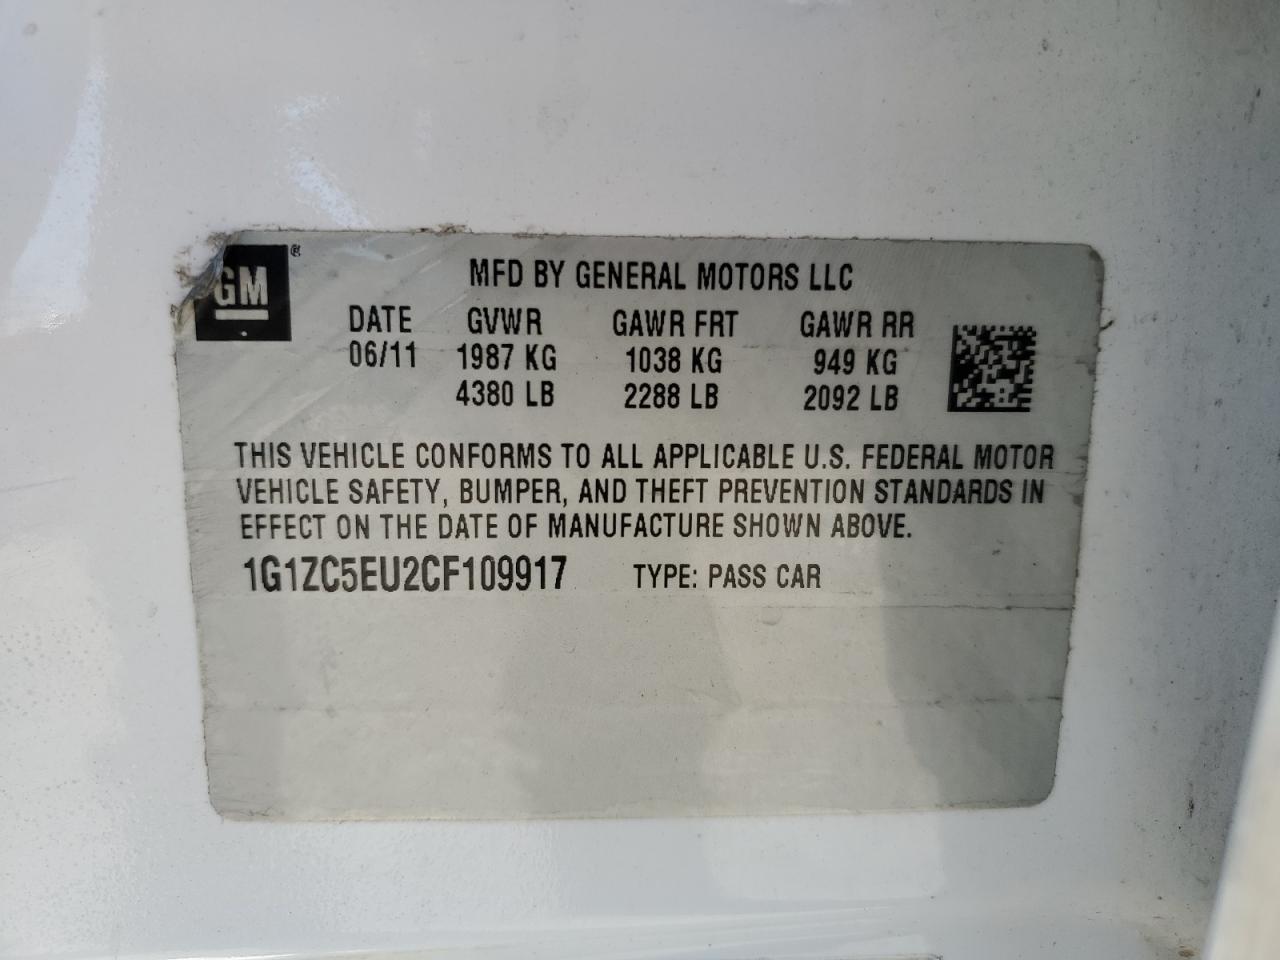 GM®
MFD BY GENERAL MOTORS LLC
DATE GVWR GAWR FRT GAWR RR
06/11 1987 KG 1038 KG 949 KG
4380 LB 2288 LB 2092 LB
THIS VEHICLE CONFORMS TO ALL APPLICABLE U.S. FEDERAL MOTOR
VEHICLE SAFETY, BUMPER, AND THEFT PREVENTION STANDARDS IN
EFFECT ON THE DATE OF MANUFACTURE SHOWN ABOVE.
1G1ZC5EU2CF109917 TYPE: PASS CAR